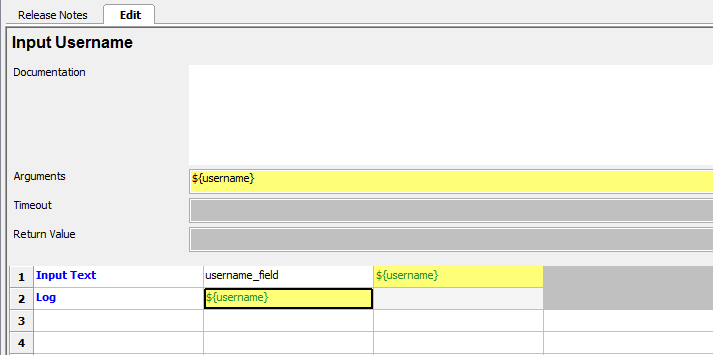 Release Notes Edit
Input Username
Documentation
Arguments ${username}
Timeout
Return Value
1 Input Text username_field ${username}
2 Log ${username}
3
4